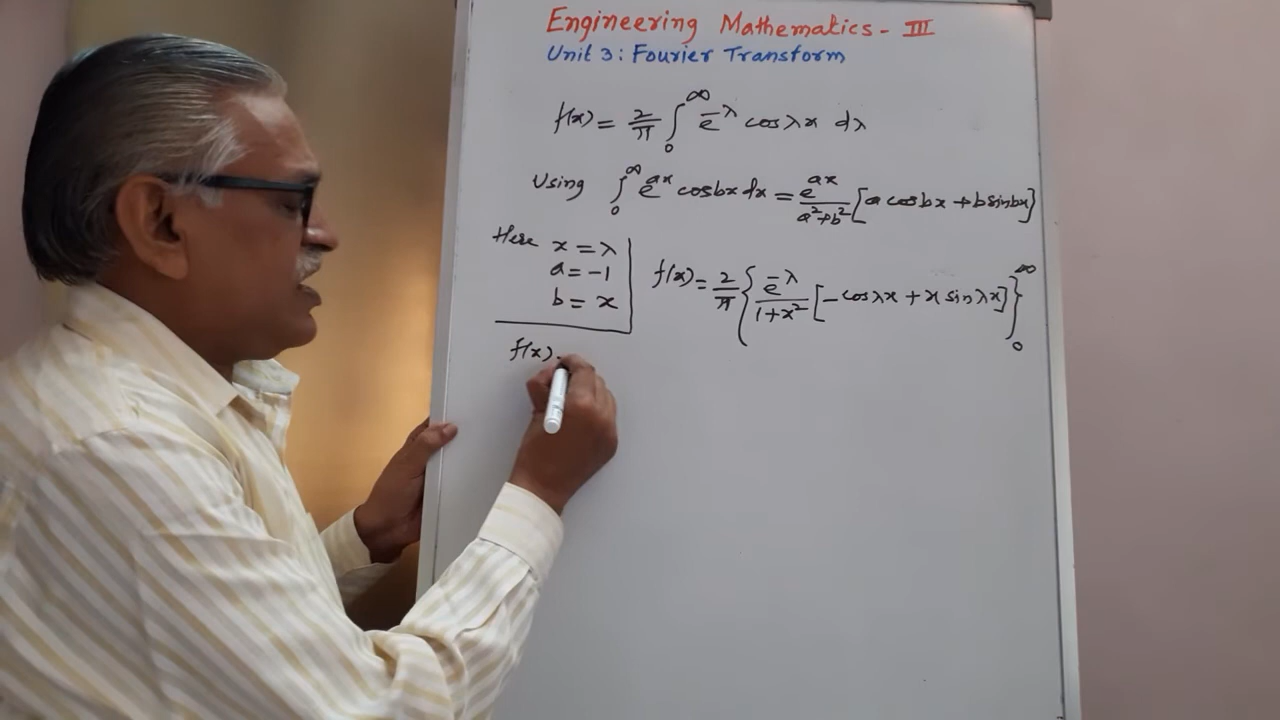 Engineering Mathematics - III
Unit 3 : Fourier Transform
f(x) = 2/π ∫₀^∞ e^-λ cos λx dλ
Using ∫₀^∞ e^ax cos bx dx = e^ax/(a²+b²) [a cos bx + b sin bx]
Here x = λ
a = -1
b = x
f(x) = 2/π { e^-λ/(1+x²) [- cos λx + x sin λx] }₀^∞
f(x)